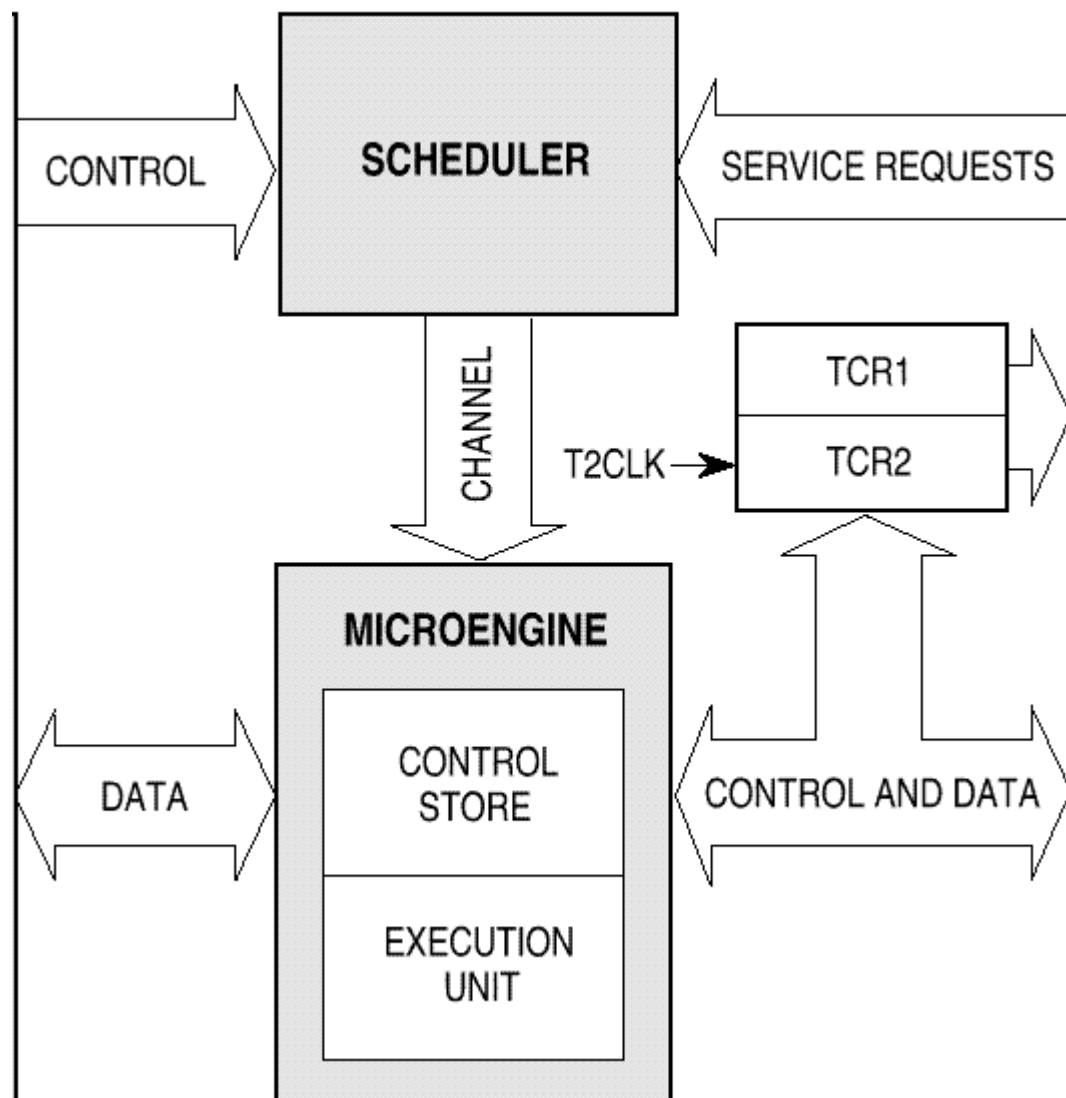 CONTROL
SCHEDULER
SERVICE REQUESTS
CHANNEL
TCR1
T2CLK
TCR2
MICROENGINE
CONTROL
STORE
DATA
CONTROL AND DATA
EXECUTION
UNIT